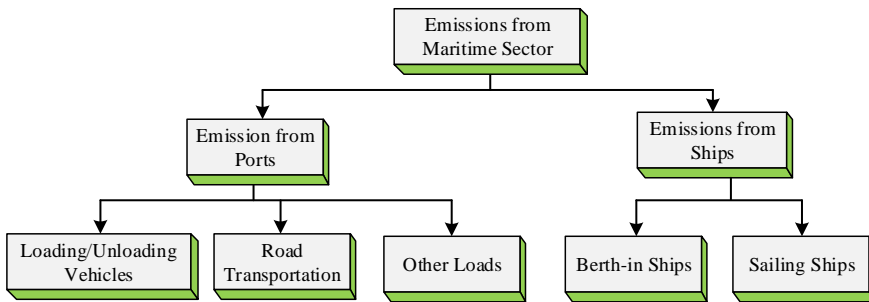 Emissions from
Maritime Sector
Emission from
Ports
Emissions from
Ships
Loading/Unloading
Vehicles
Road
Transportation
Other Loads
Berth-in Ships
Sailing Ships